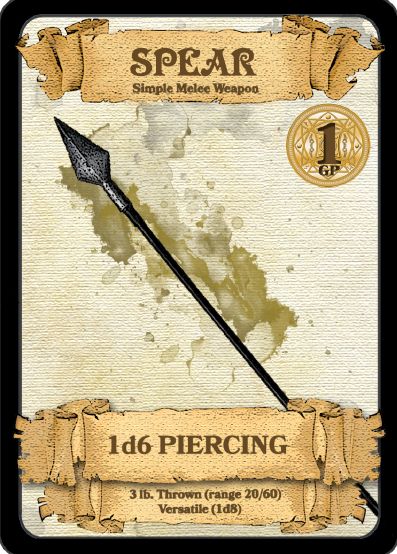 SPEAR
Simple Melee Weapon
1
GP
1d6 PIERCING
3 lb. Thrown (range 20/60)
Versatile (1d8)